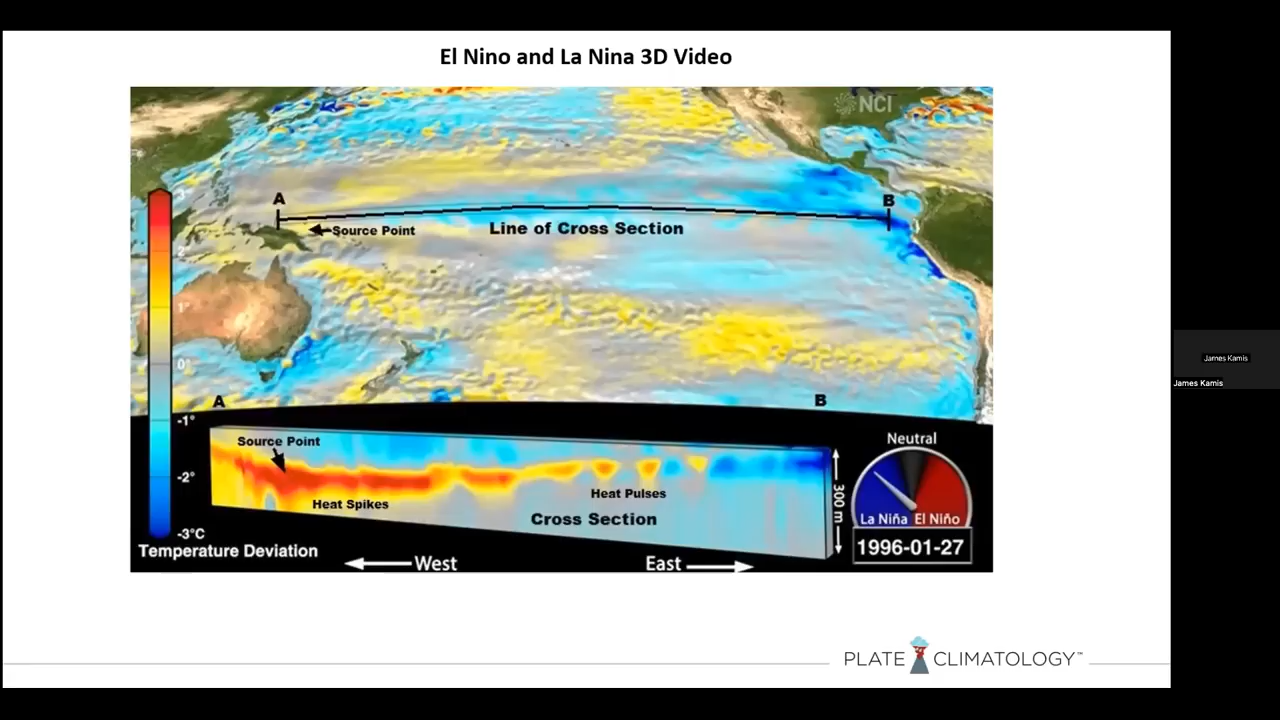 El Nino and La Nina 3D Video
NCI
A
B
Source Point
Line of Cross Section
1°
0°
-1°
-2°
-3°C
Temperature Deviation
A
B
Source Point
Heat Spikes
Heat Pulses
Cross Section
300 m
West
East
Neutral
La Niña El Niño
1996-01-27
James Kamis
James Kamis
PLATE CLIMATOLOGY™